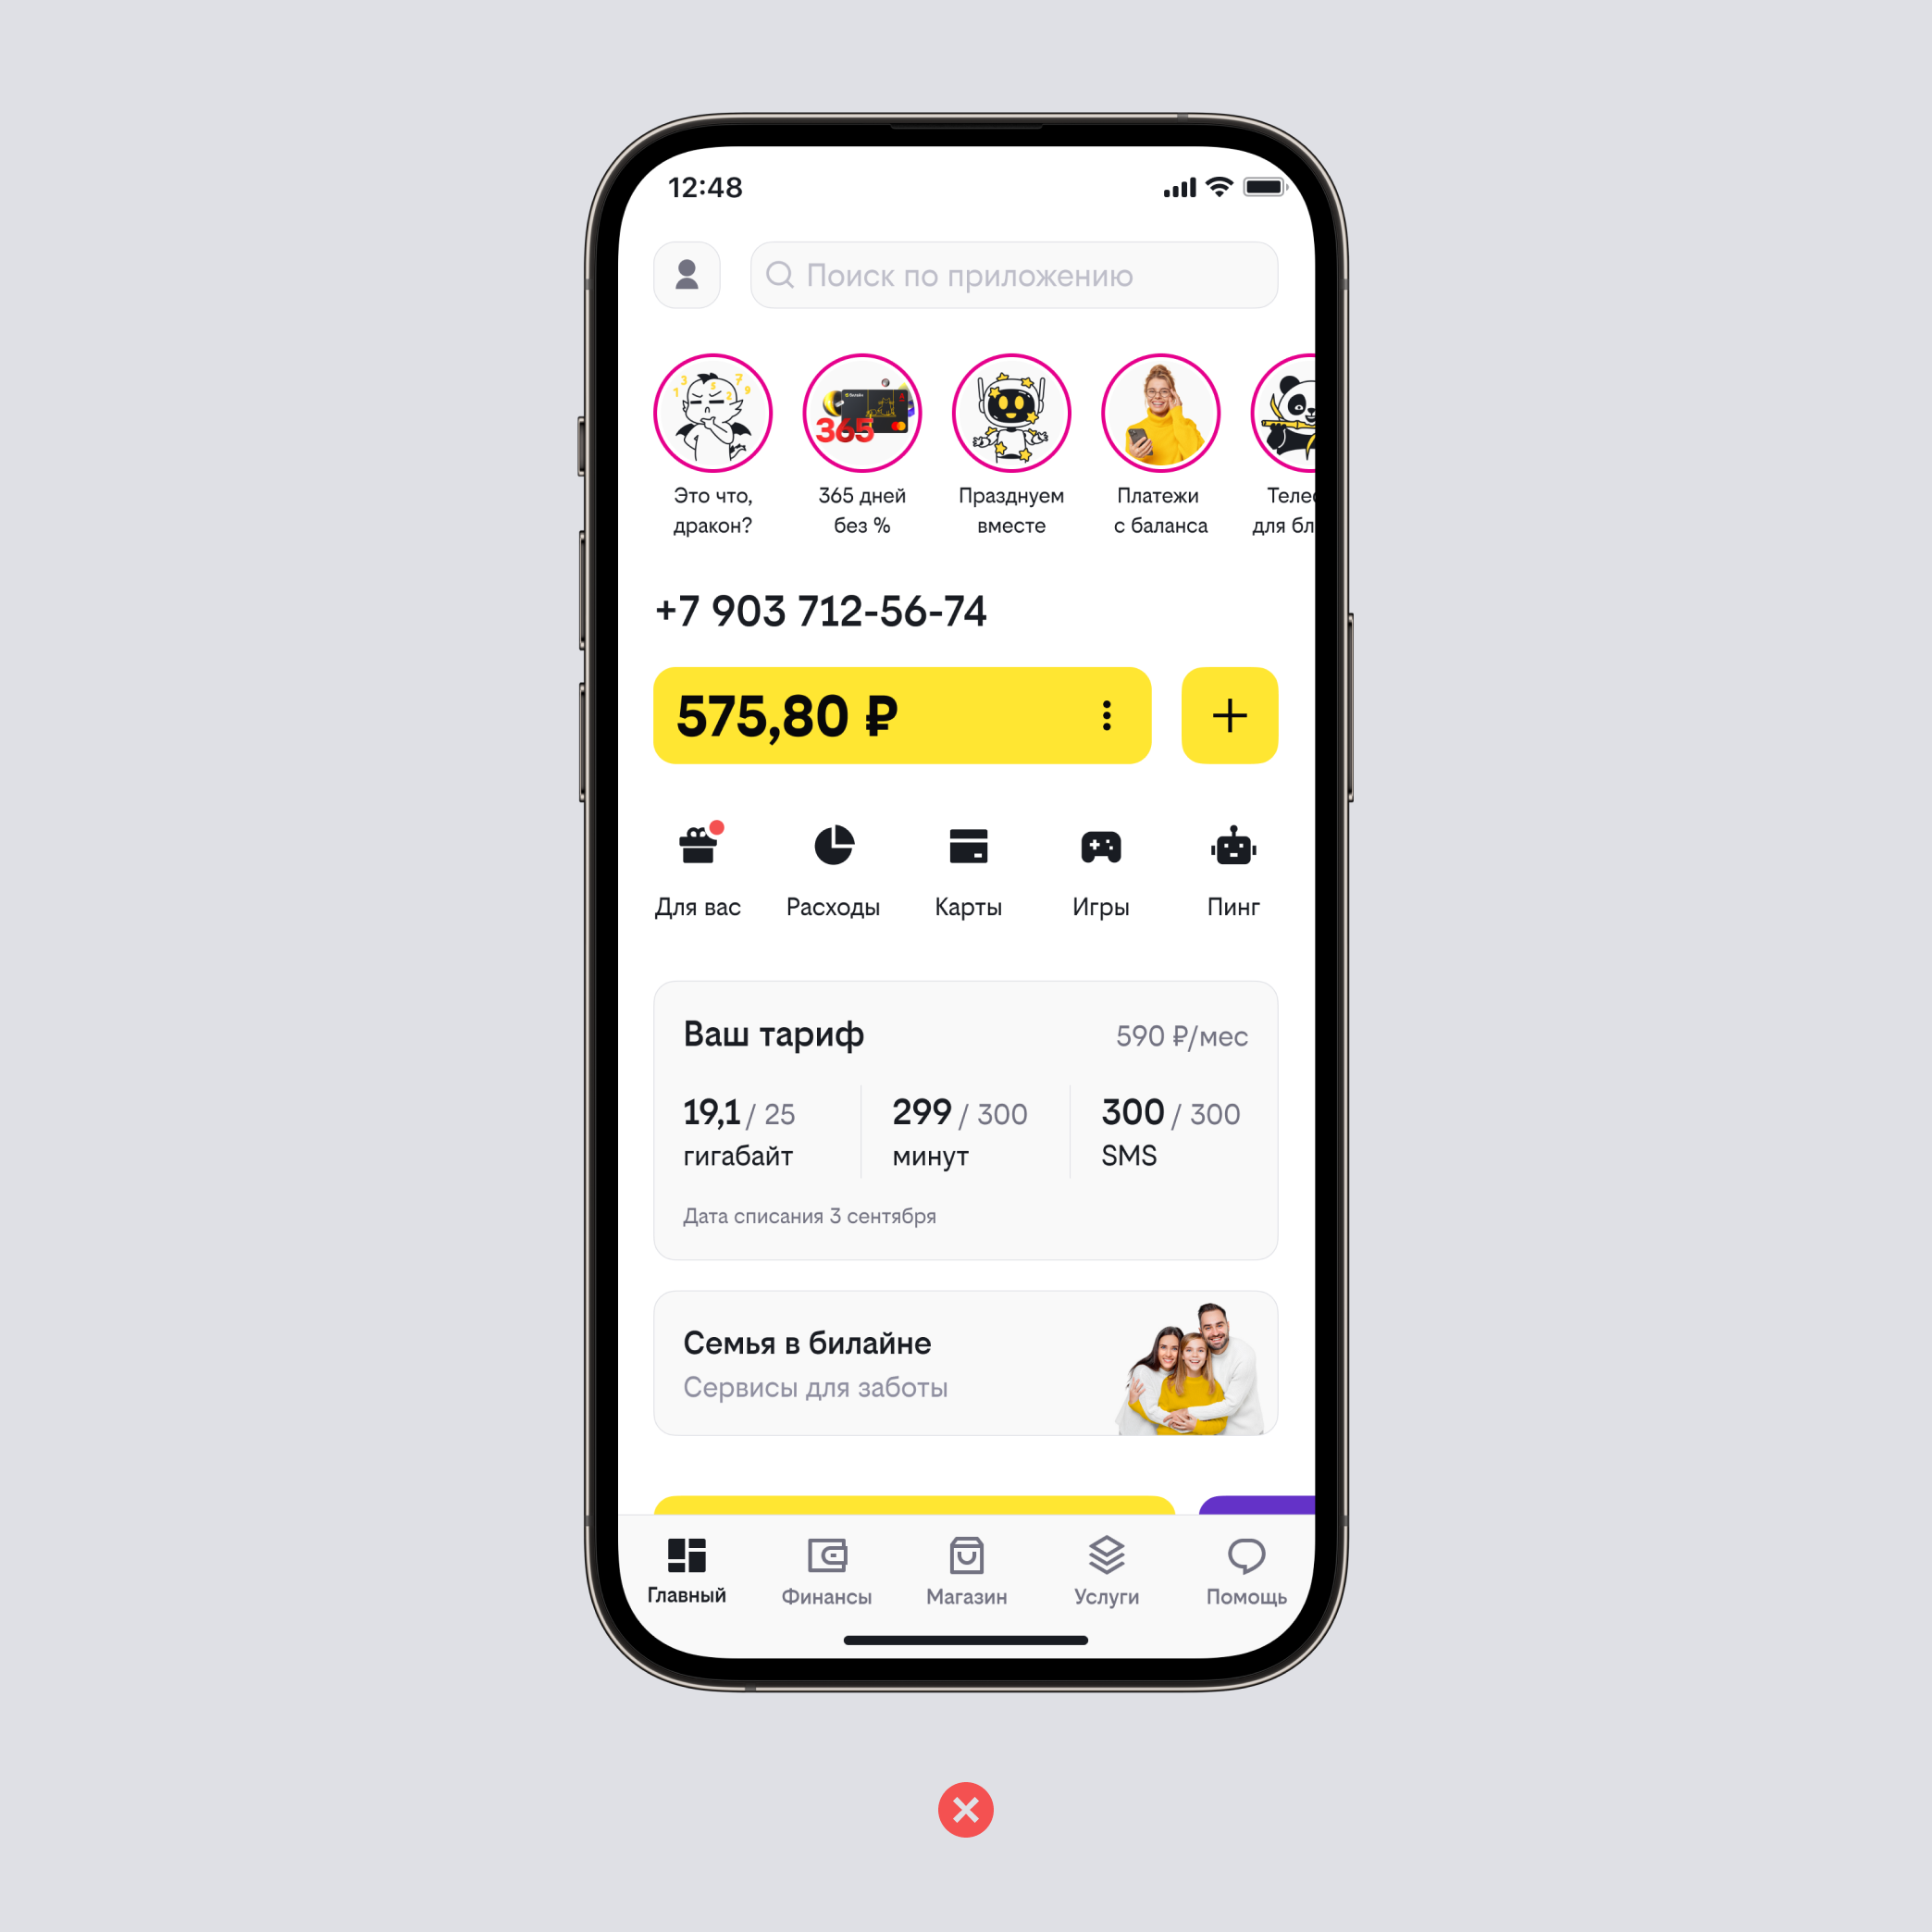 12:48
Поиск по приложению
365
Это что,
дракон?
365 дней
без %
Празднуем
вместе
Платежи
с баланса
Теле
для бл
+7 903 712-56-74
575,80 ₽
Для вас
Расходы
Карты
Игры
Пинг
Ваш тариф
590 ₽/мес
19,1 / 25
гигабайт
299 / 300
минут
300 / 300
SMS
Дата списания 3 сентября
Семья в билайне
Сервисы для заботы
Главный
Финансы
Магазин
Услуги
Помощь